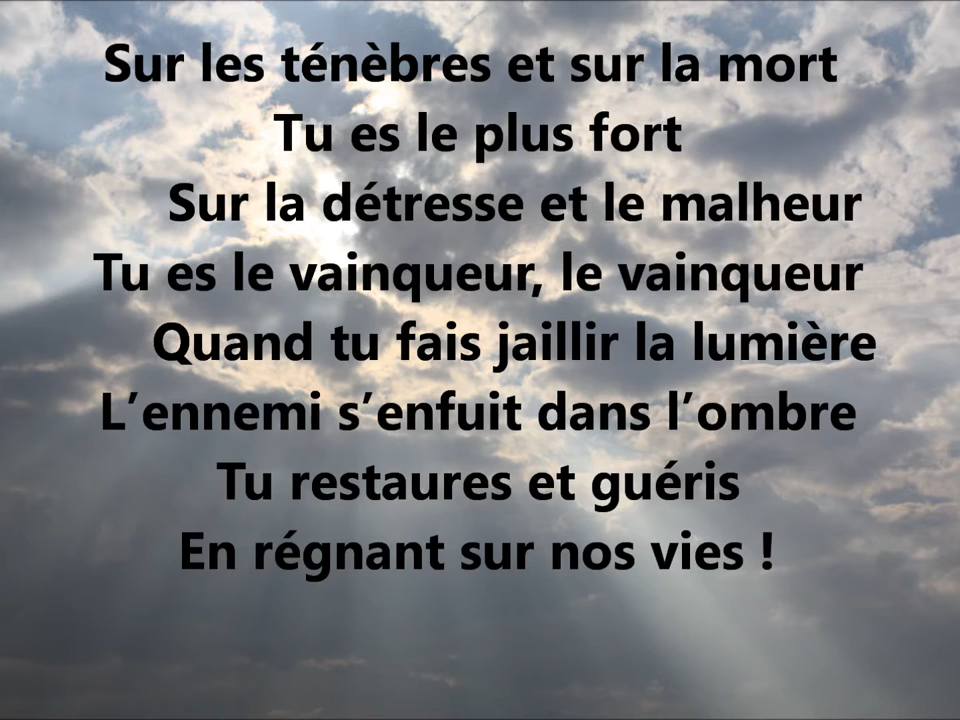 Sur les ténèbres et sur la mort
Tu es le plus fort
Sur la détresse et le malheur
Tu es le vainqueur, le vainqueur
Quand tu fais jaillir la lumière
L’ennemi s’enfuit dans l’ombre
Tu restaures et guéris
En régnant sur nos vies !